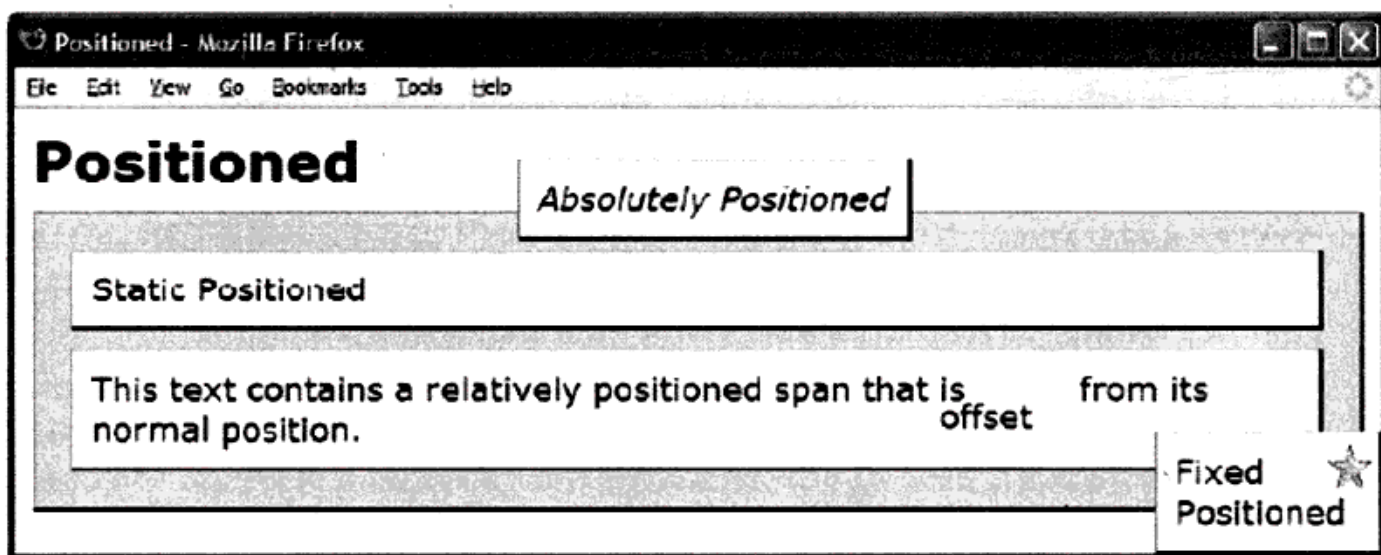 Positioned - Mozilla Firefox
File Edit View Go Bookmarks Tools Help
Positioned
Absolutely Positioned
Static Positioned
This text contains a relatively positioned span that is offset from its
normal position.
Fixed
Positioned